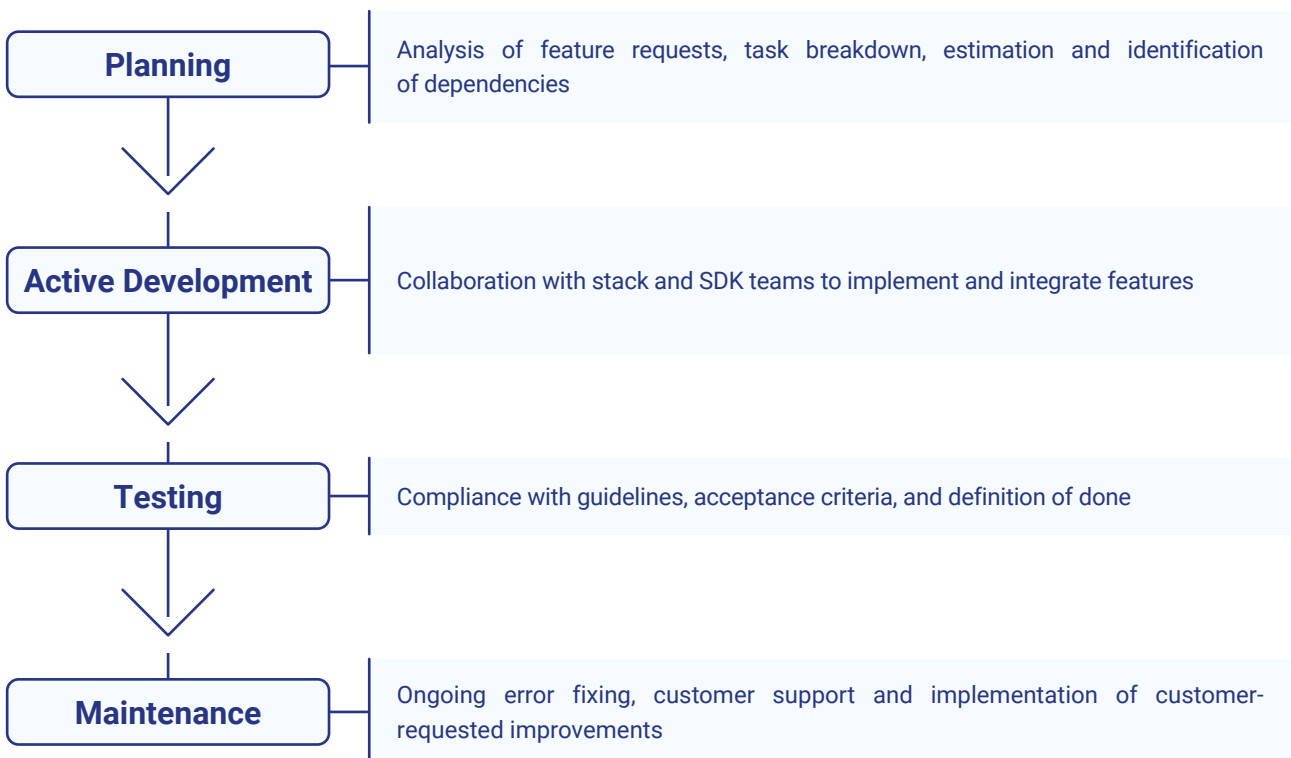 Planning
Analysis of feature requests, task breakdown, estimation and identification
of dependencies
Active Development
Collaboration with stack and SDK teams to implement and integrate features
Testing
Compliance with guidelines, acceptance criteria, and definition of done
Maintenance
Ongoing error fixing, customer support and implementation of customer-
requested improvements